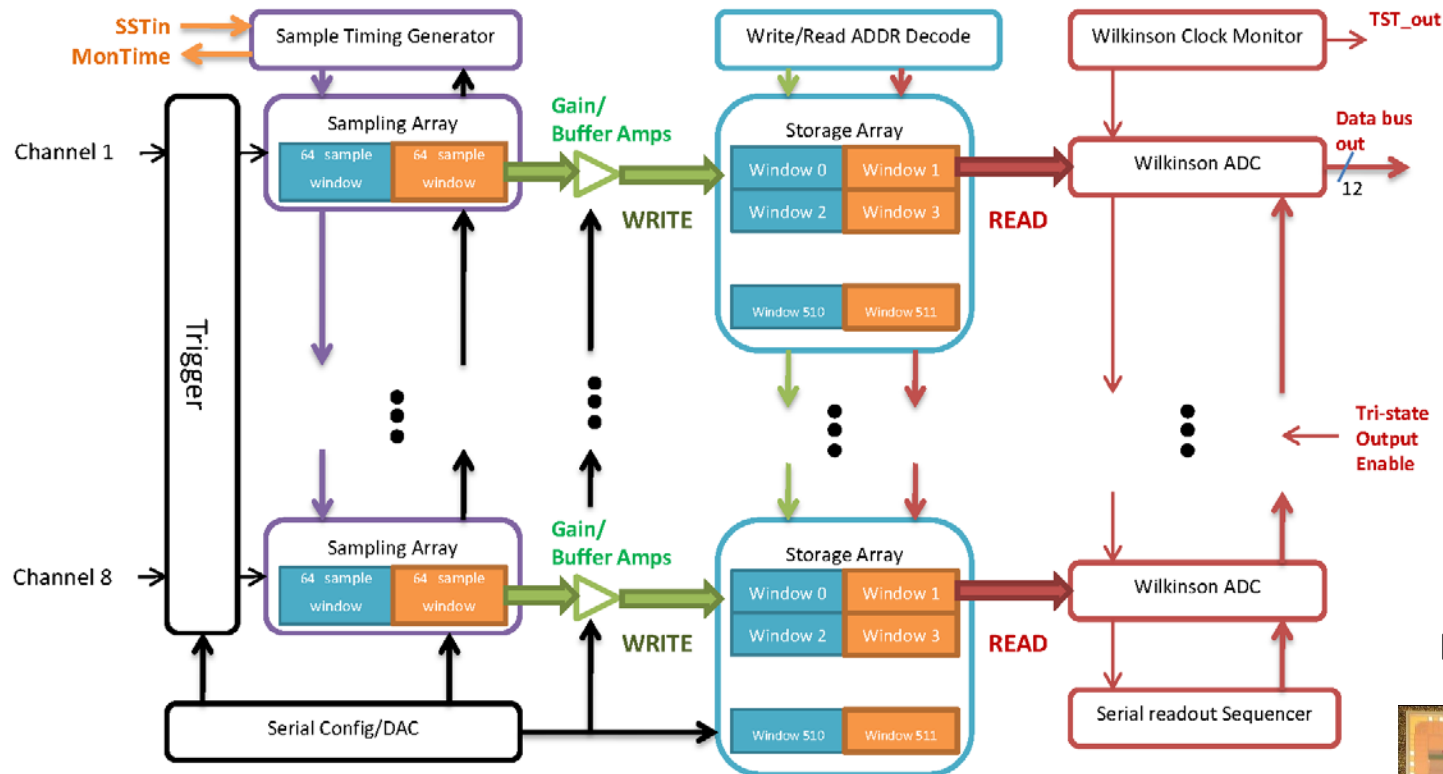 SSTin
MonTime
Sample Timing Generator
Write/Read ADDR Decode
Wilkinson Clock Monitor
TST_out
Channel 1
Sampling Array
64 sample
window
64 sample
window
Gain/
Buffer Amps
WRITE
Storage Array
Window 0
Window 1
Window 2
Window 3
Window 510
Window 511
READ
Wilkinson ADC
Data bus
out
12
Trigger
Tri-state
Output
Enable
Channel 8
Sampling Array
64 sample
window
64 sample
window
Gain/
Buffer Amps
WRITE
Storage Array
Window 0
Window 1
Window 2
Window 3
Window 510
Window 511
READ
Wilkinson ADC
Serial Config/DAC
Serial readout Sequencer